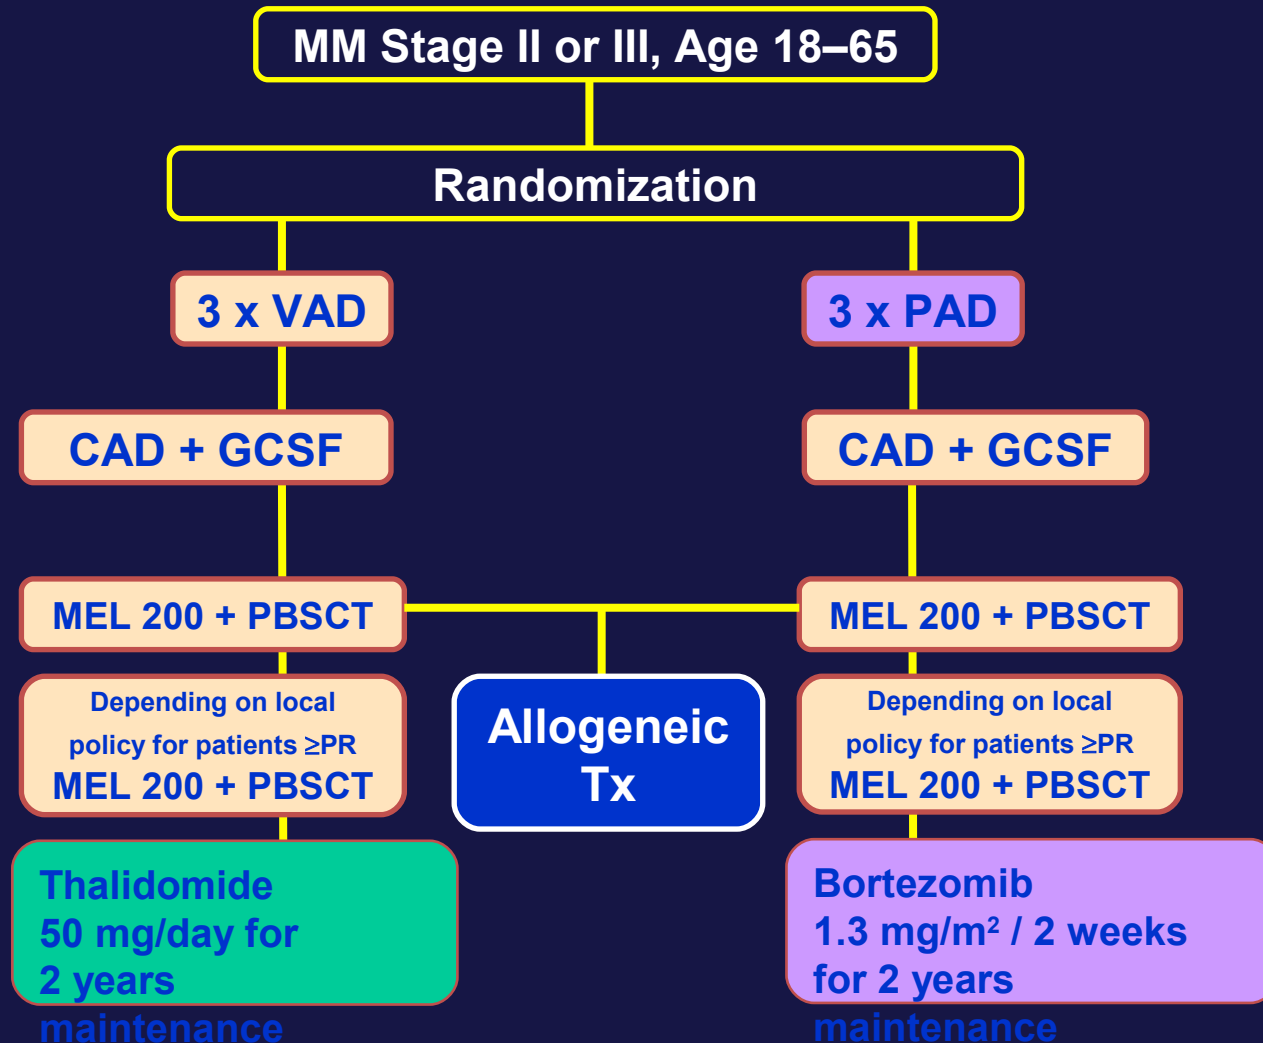 MM Stage II or III, Age 18–65
Randomization
3 x VAD
3 x PAD
CAD + GCSF
CAD + GCSF
MEL 200 + PBSCT
MEL 200 + PBSCT
Depending on local
policy for patients ≥PR
MEL 200 + PBSCT
Allogeneic
Tx
Depending on local
policy for patients ≥PR
MEL 200 + PBSCT
Thalidomide
50 mg/day for
2 years
maintenance
Bortezomib
1.3 mg/m² / 2 weeks
for 2 years
maintenance